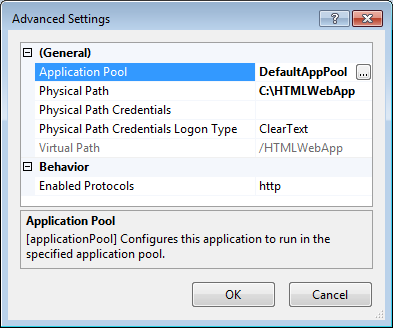 Advanced Settings
(General)
Application Pool DefaultAppPool ...
Physical Path C:\HTMLWebApp
Physical Path Credentials
Physical Path Credentials Logon Type ClearText
Virtual Path /HTMLWebApp
Behavior
Enabled Protocols http
Application Pool
[applicationPool] Configures this application to run in the
specified application pool.
OK Cancel